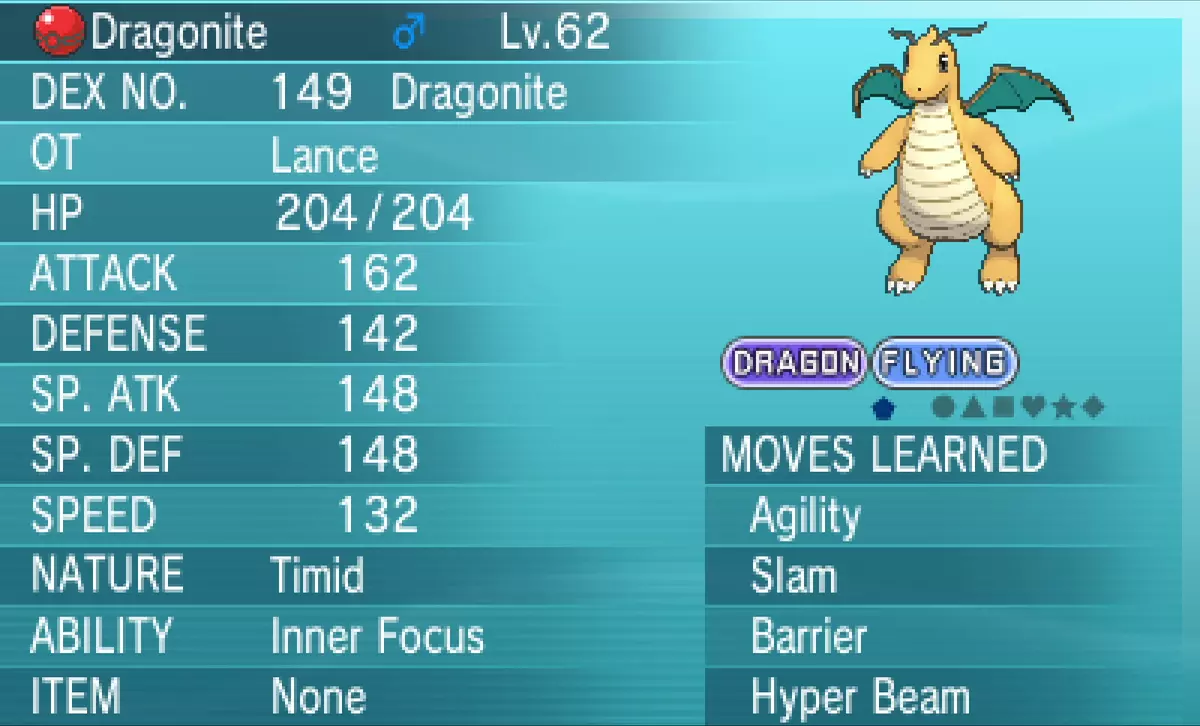 Dragonite ♂ Lv.62
DEX NO. 149 Dragonite
OT Lance
HP 204/204
ATTACK 162
DEFENSE 142
SP. ATK 148
SP. DEF 148
SPEED 132
NATURE Timid
ABILITY Inner Focus
ITEM None
DRAGON FLYING
MOVES LEARNED
Agility
Slam
Barrier
Hyper Beam